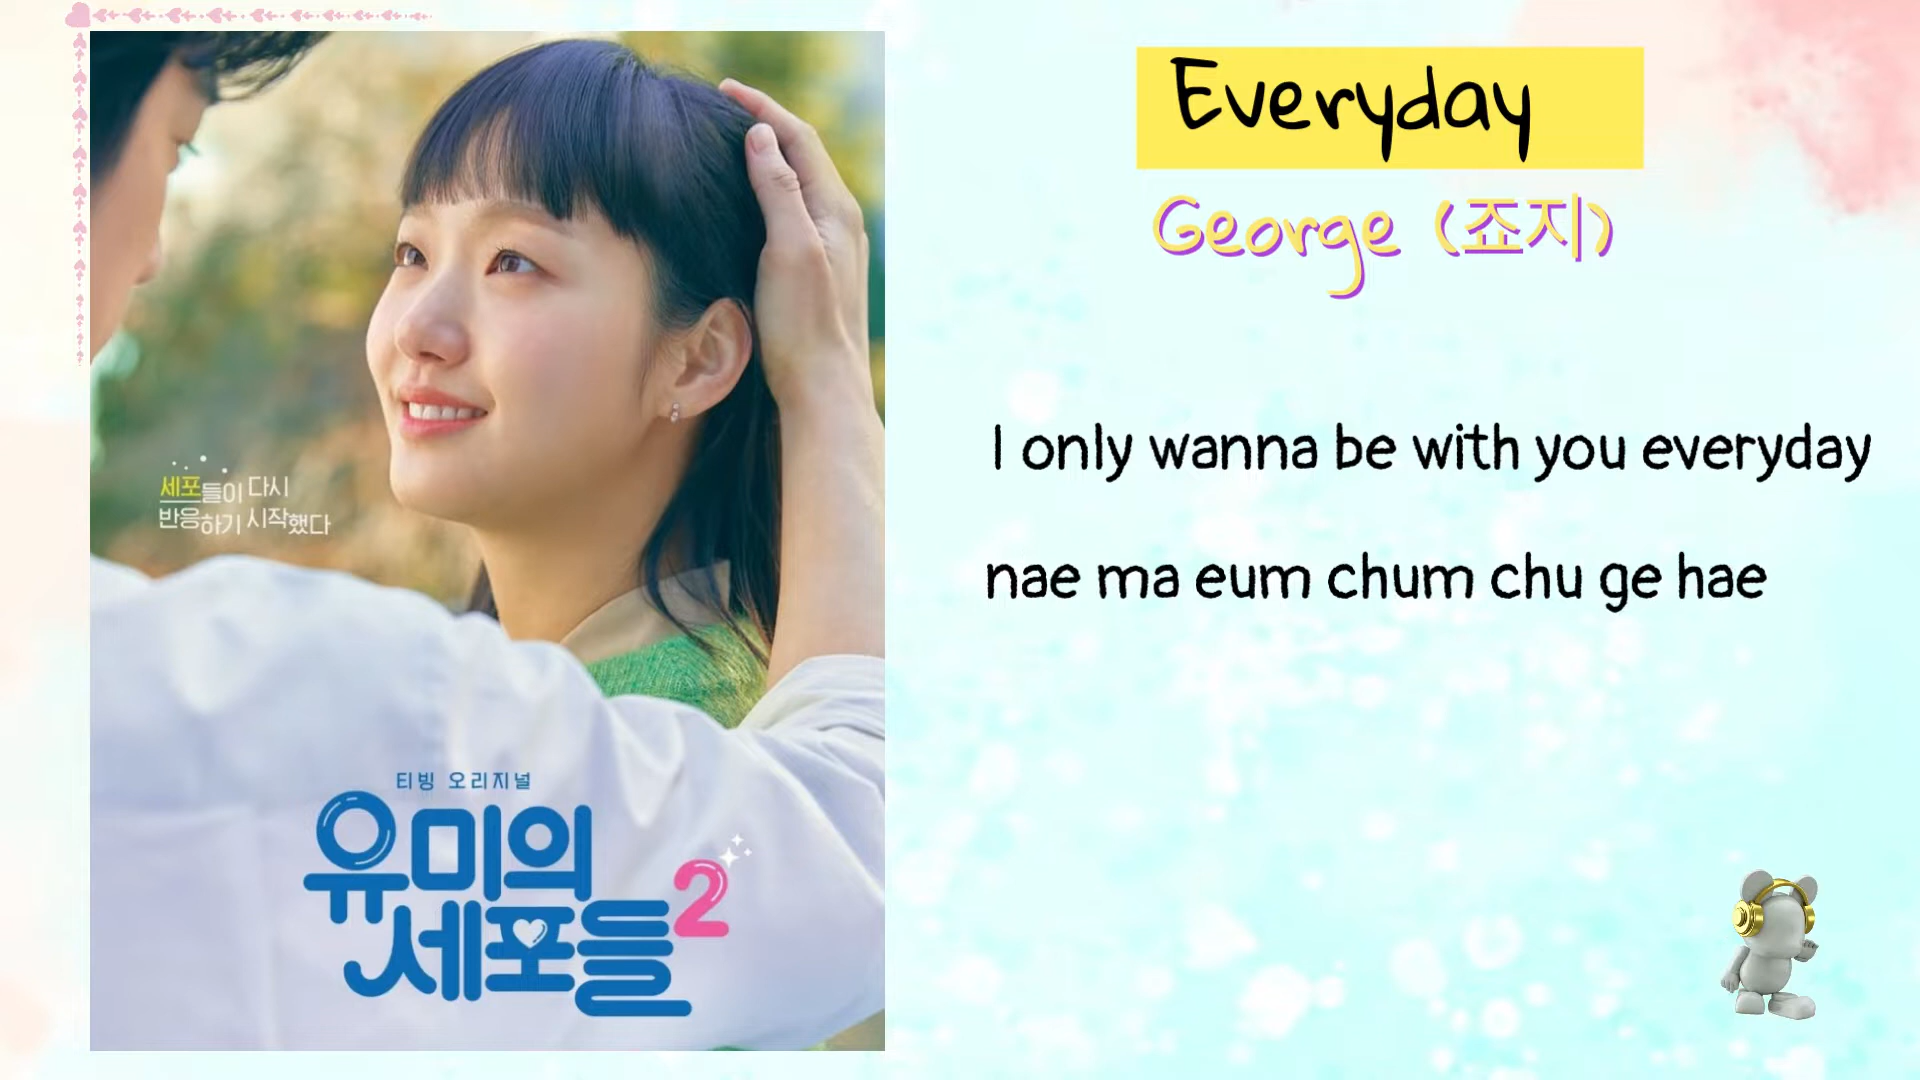 Everyday
George (죠지)
I only wanna be with you everyday
nae ma eum chum chu ge hae
세포들이 다시
반응하기 시작했다
티빙 오리지널
유미의
세포들2